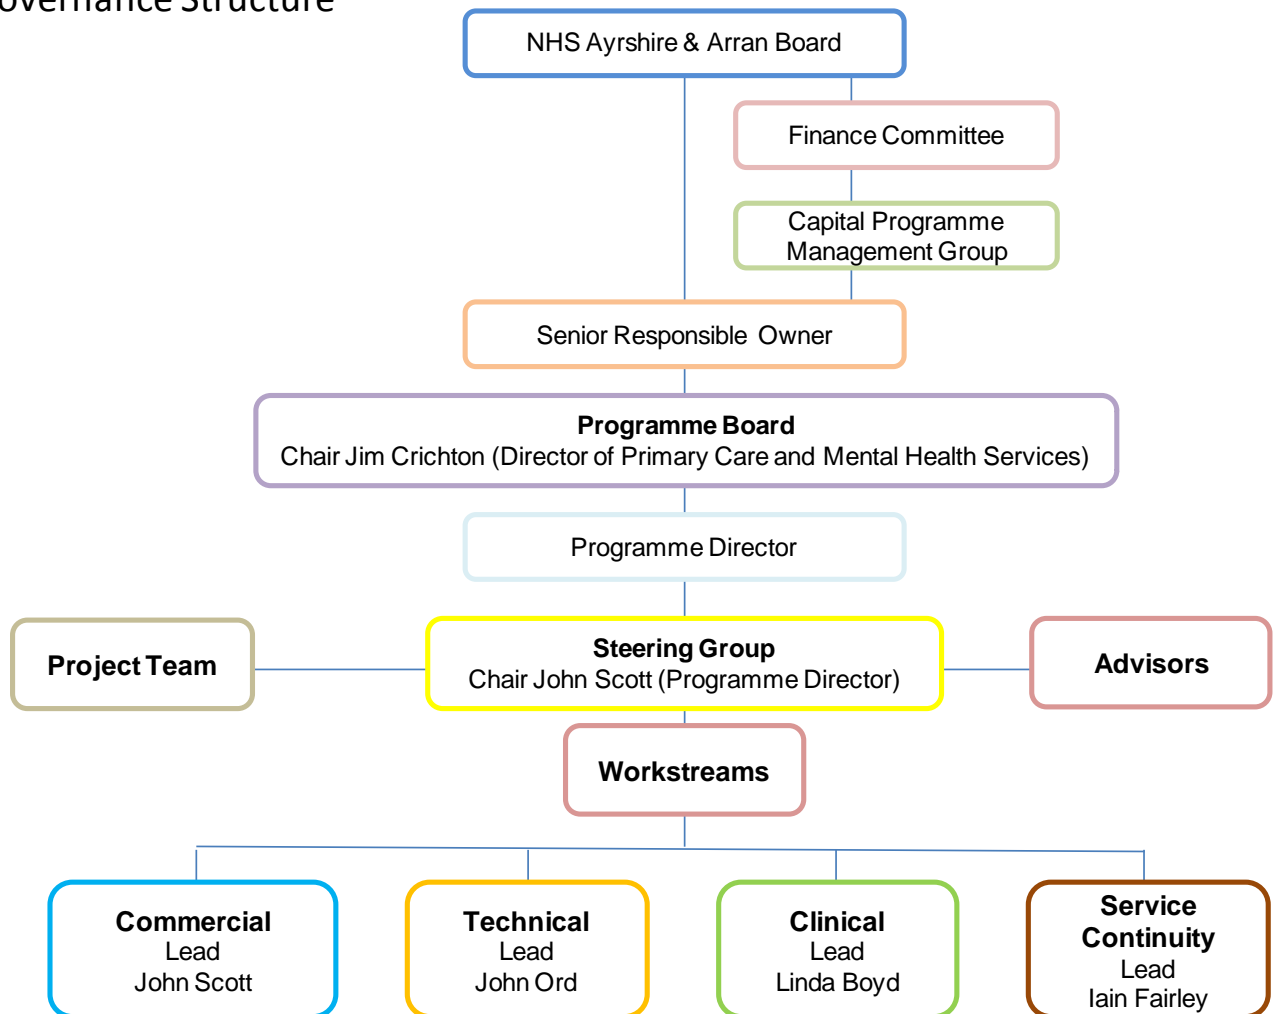 overnance Structure
NHS Ayrshire & Arran Board
Finance Committee
Capital Programme
Management Group
Senior Responsible Owner
Programme Board
Chair Jim Crichton (Director of Primary Care and Mental Health Services)
Programme Director
Project Team
Steering Group
Chair John Scott (Programme Director)
Advisors
Workstreams
Commercial
Lead
John Scott
Technical
Lead
John Ord
Clinical
Lead
Linda Boyd
Service
Continuity
Lead
Iain Fairley